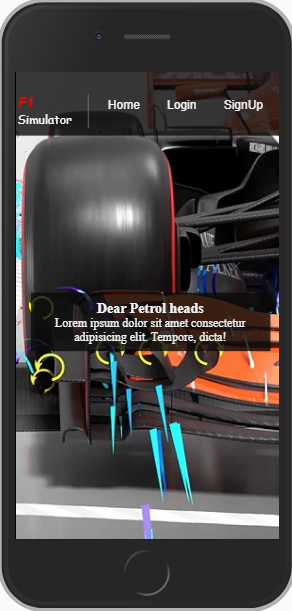 F1
Simulator
Home Login SignUp
Dear Petrol heads
Lorem ipsum dolor sit amet consectetur
adipisicing elit. Tempore, dicta!